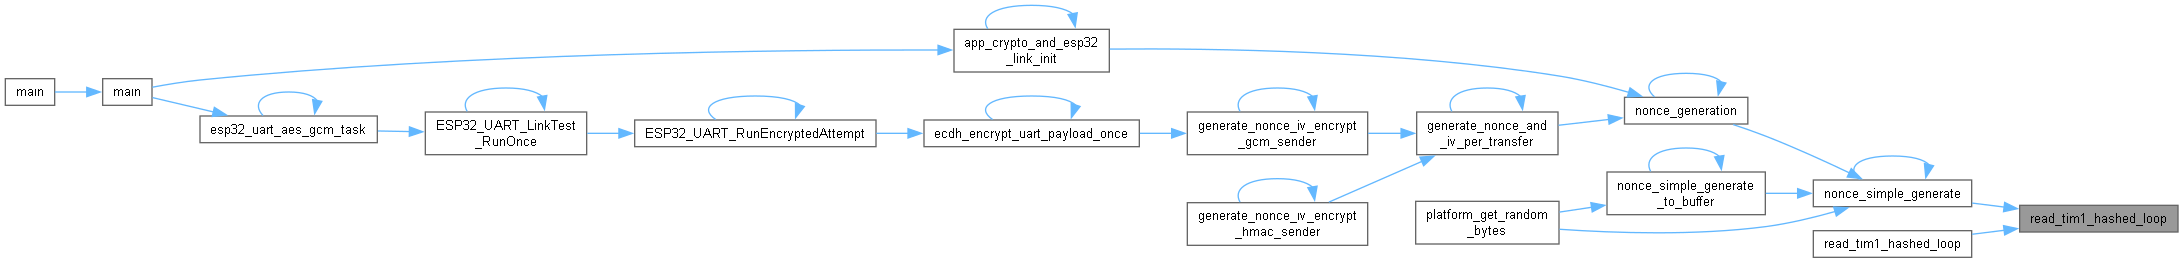 main
main
app_crypto_and_esp32
_link_init
esp32_uart_aes_gcm_task
ESP32_UART_LinkTest
_RunOnce
ESP32_UART_RunEncryptedAttempt
ecdh_encrypt_uart_payload_once
generate_nonce_iv_encrypt
_gcm_sender
generate_nonce_iv_encrypt
_hmac_sender
generate_nonce_and
_iv_per_transfer
platform_get_random
_bytes
nonce_generation
nonce_simple_generate
_to_buffer
nonce_simple_generate
read_tim1_hashed_loop
read_tim1_hashed_loop